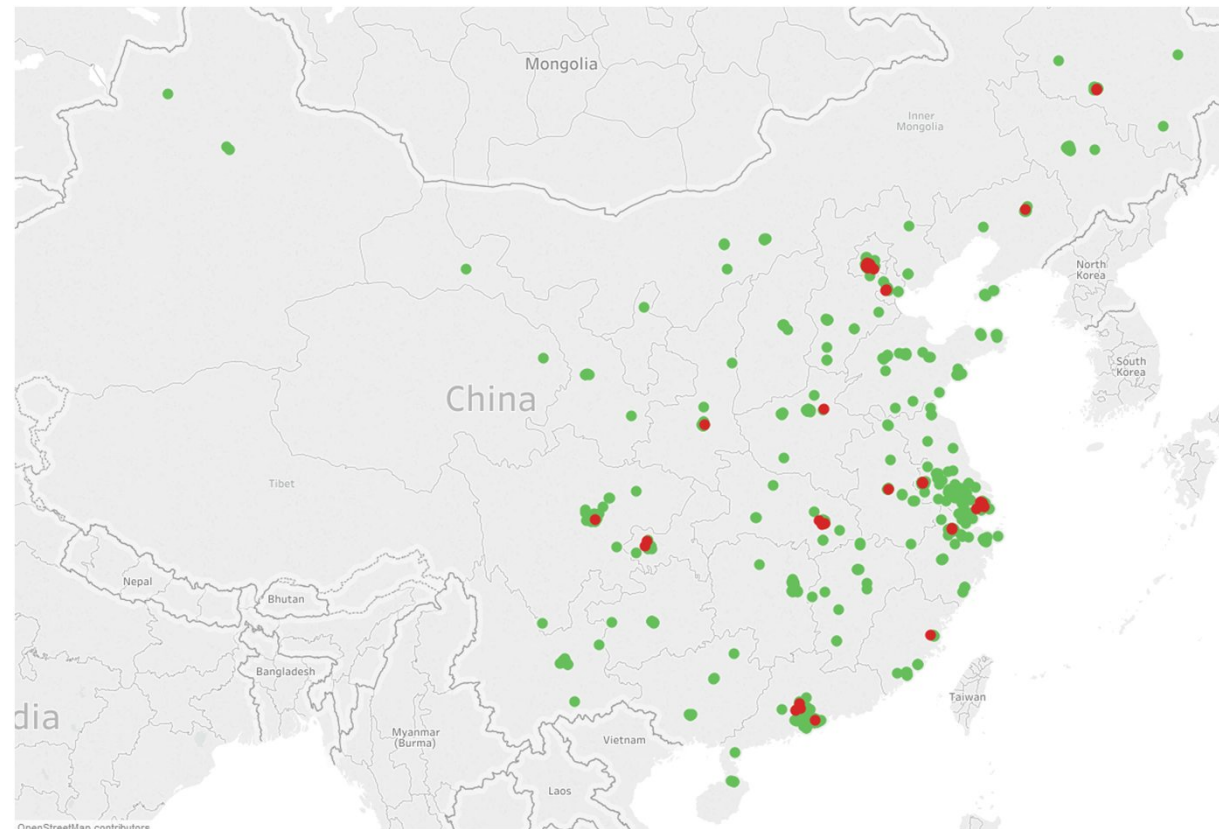 Mongolia
Inner
Mongolia
North
Korea
South
Korea
China
Tibet
Nepal
Bhutan
Bangladesh
Taiwan
dia
Myanmar
(Burma)
Vietnam
Laos
OpenStreetMap contributors